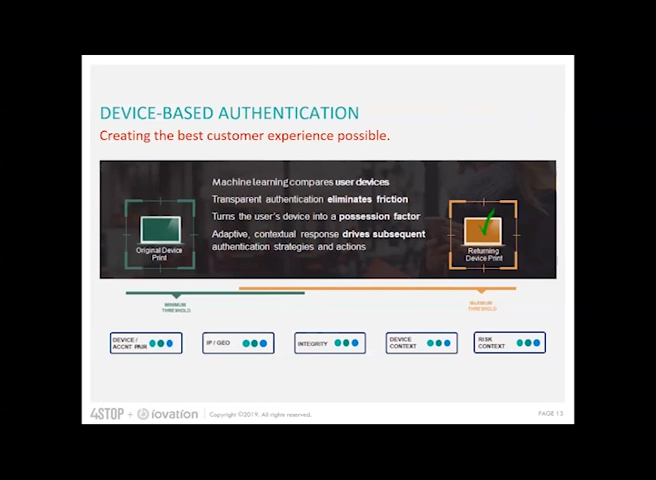 DEVICE-BASED AUTHENTICATION
Creating the best customer experience possible.
Machine learning compares user devices
Transparent authentication eliminates friction
Turns the user's device into a possession factor
Adaptive, contextual response drives subsequent
authentication strategies and actions
Original Device
Print
Returning
Device Print
MINIMUM
THRESHOLD
MAXIMUM
THRESHOLD
DEVICE /
ACCNT PAIR
IP / GEO
INTEGRITY
DEVICE
CONTEXT
RISK
CONTEXT
4STOP + iovation
Copyright ©2019. All rights reserved.
PAGE 13